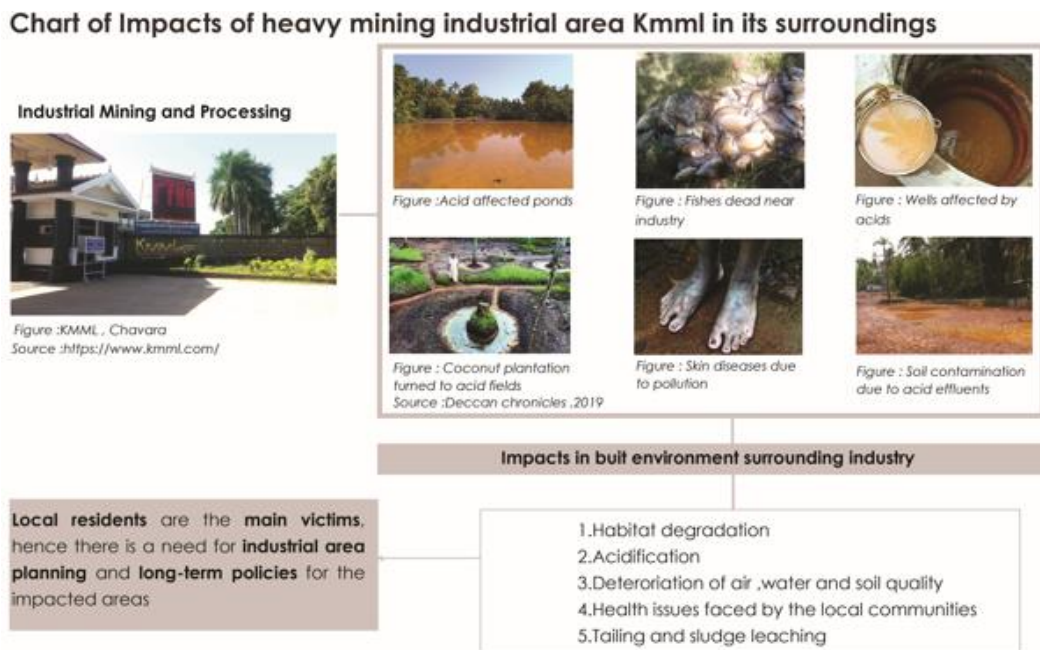 Chart of Impacts of heavy mining industrial area Kmml in its surroundings
Industrial Mining and Processing
Figure :KMML , Chavara
Source :https://www.kmml.com/
Figure :Acid affected ponds
Figure : Fishes dead near
industry
Figure : Wells affected by
acids
Figure : Coconut plantation
turned to acid fields
Source :Deccan chronicles ,2019
Figure : Skin diseases due
to pollution
Figure : Soil contamination
due to acid effluents
Impacts in buit environment surrounding industry
1.Habitat degradation
2.Acidification
3.Deteroriation of air ,water and soil quality
4.Health issues faced by the local communities
5.Tailing and sludge leaching
Local residents are the main victims,
hence there is a need for industrial area
planning and long-term policies for the
impacted areas